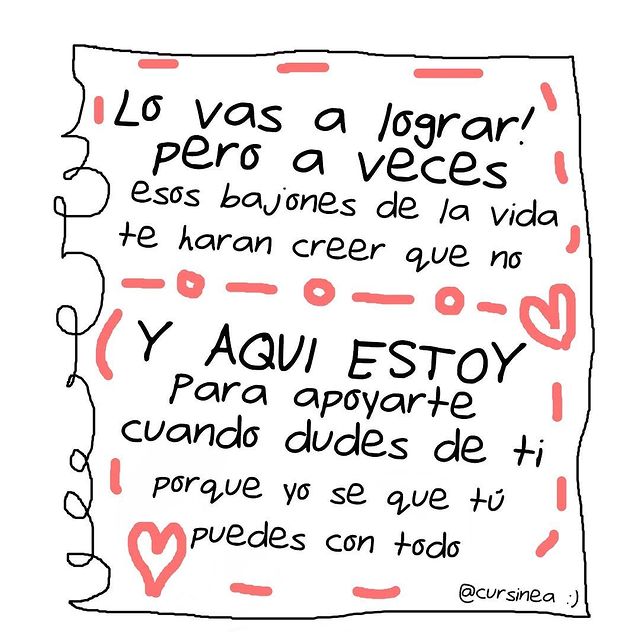 Lo vas a lograr!
pero a veces
esos bajones de la vida
te haran creer que no
Y AQUI ESTOY
para apoyarte
cuando dudes de ti
porque yo se que tú
puedes con todo
@cursinea :)